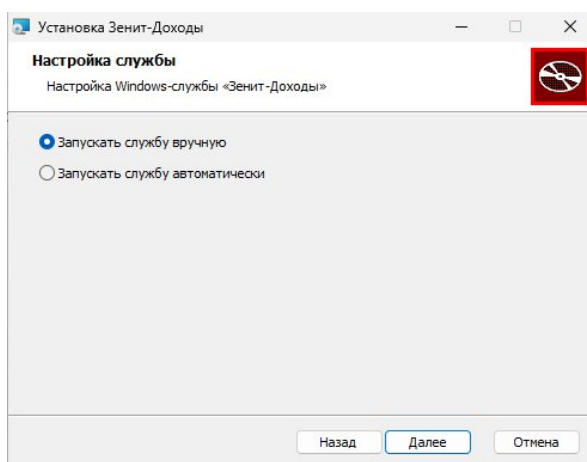 Установка Зенит-Доходы
Настройка службы
Настройка Windows-службы «Зенит-Доходы»
Запускать службу вручную
Запускать службу автоматически
Назад Далее Отмена